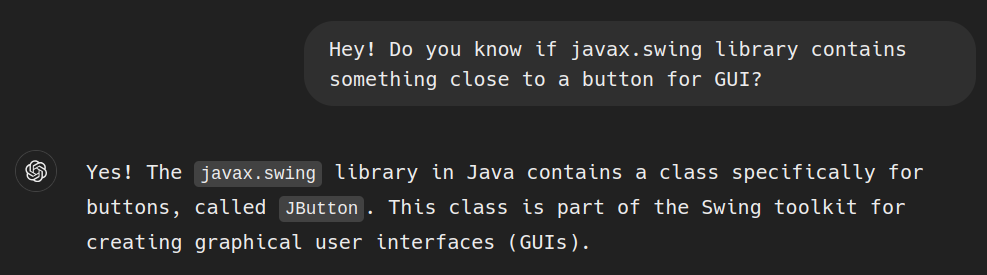 Hey! Do you know if javax.swing library contains
something close to a button for GUI?
Yes! The javax.swing library in Java contains a class specifically for
buttons, called JButton. This class is part of the Swing toolkit for
creating graphical user interfaces (GUIs).